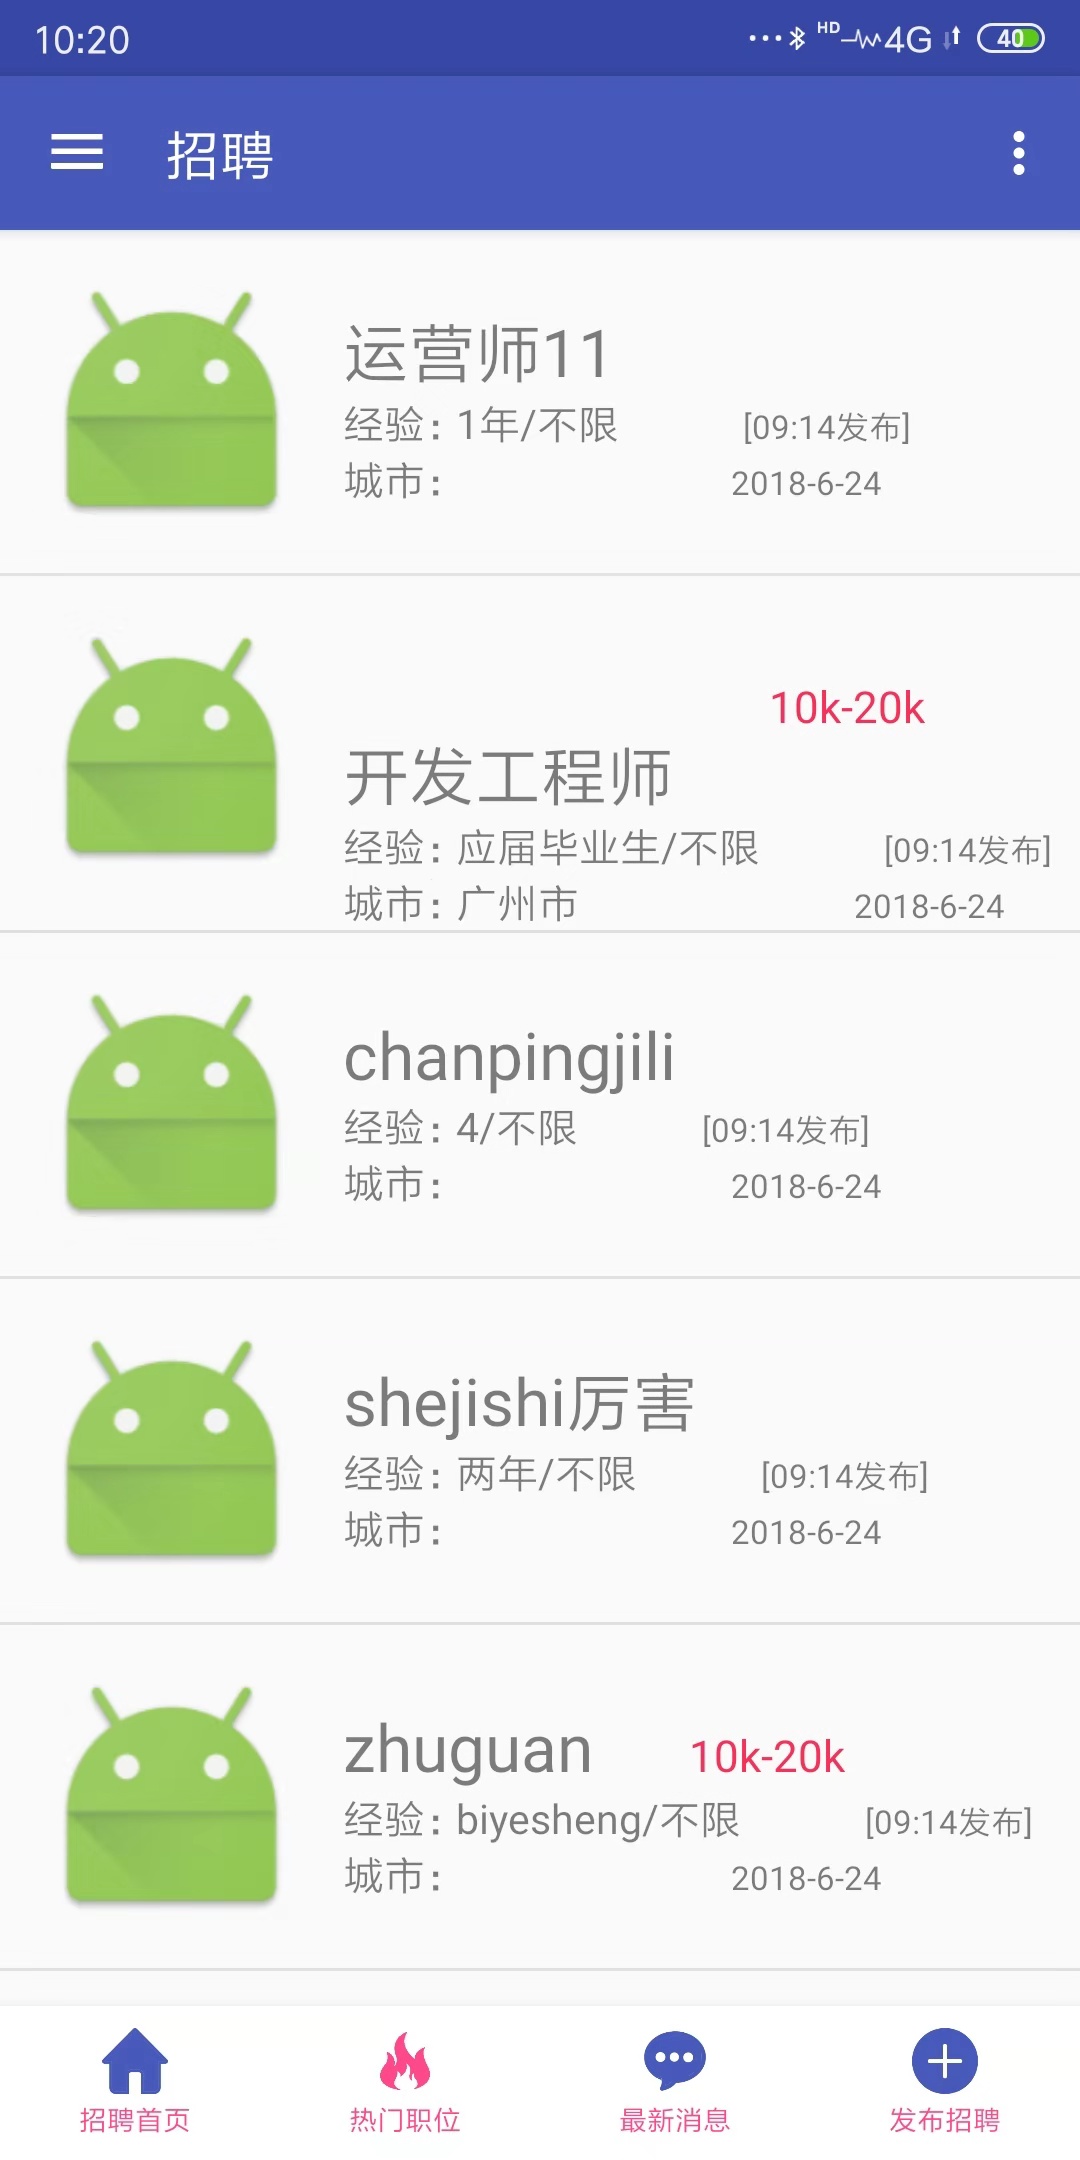 10:20
HD 4G 40
招聘
运营师11
经验：1年/不限 [09:14发布]
城市： 2018-6-24
10k-20k
开发工程师
经验：应届毕业生/不限 [09:14发布]
城市：广州市 2018-6-24
chanpingjili
经验：4/不限 [09:14发布]
城市： 2018-6-24
shejishi厉害
经验：两年/不限 [09:14发布]
城市： 2018-6-24
zhuguan 10k-20k
经验：biyesheng/不限 [09:14发布]
城市： 2018-6-24
招聘首页 热门职位 最新消息 发布招聘